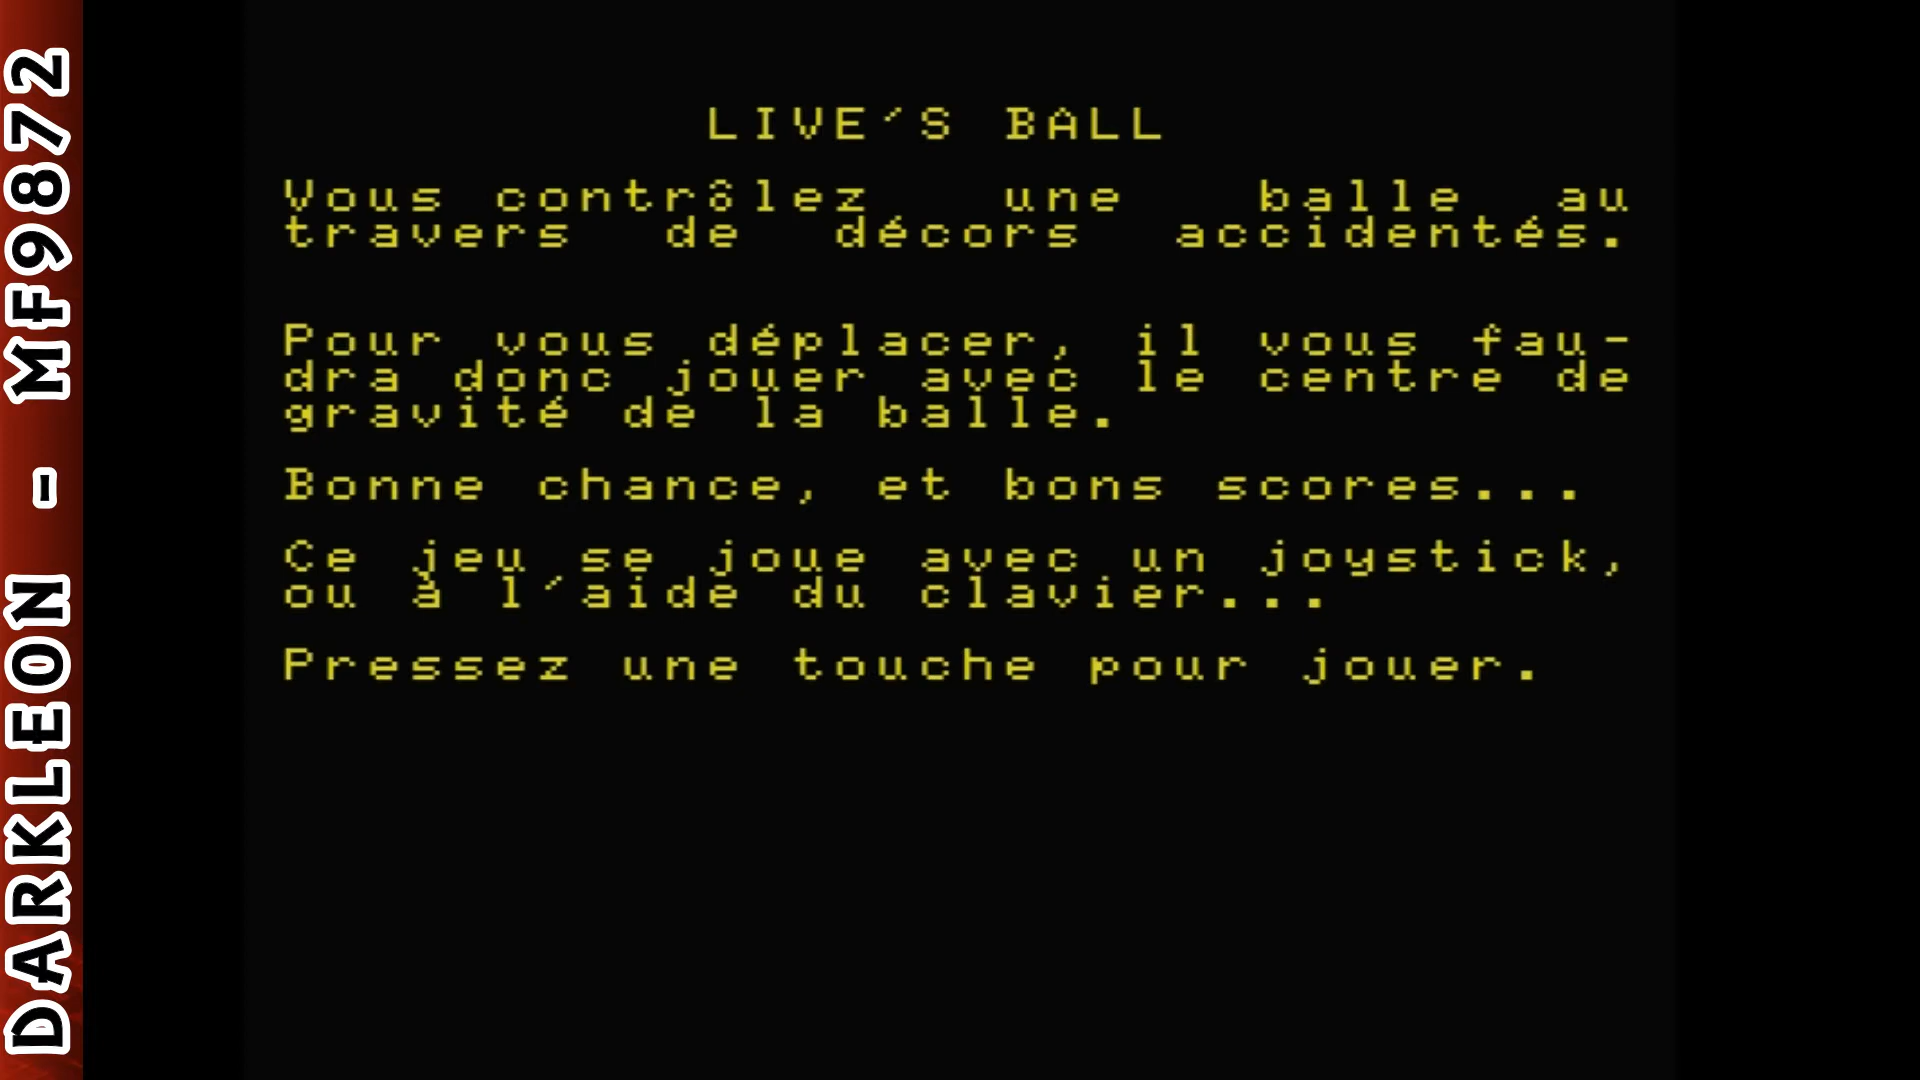 LIVE'S BALL
Vous contrôlez une balle au
travers de décors accidentés.
Pour vous déplacer, il vous fau-
dra donc jouer avec le centre de
gravité de la balle.
Bonne chance, et bons scores...
Ce jeu se joue avec un joystick,
ou à l'aide du clavier...
Pressez une touche pour jouer.
DARKLEON - MF9872